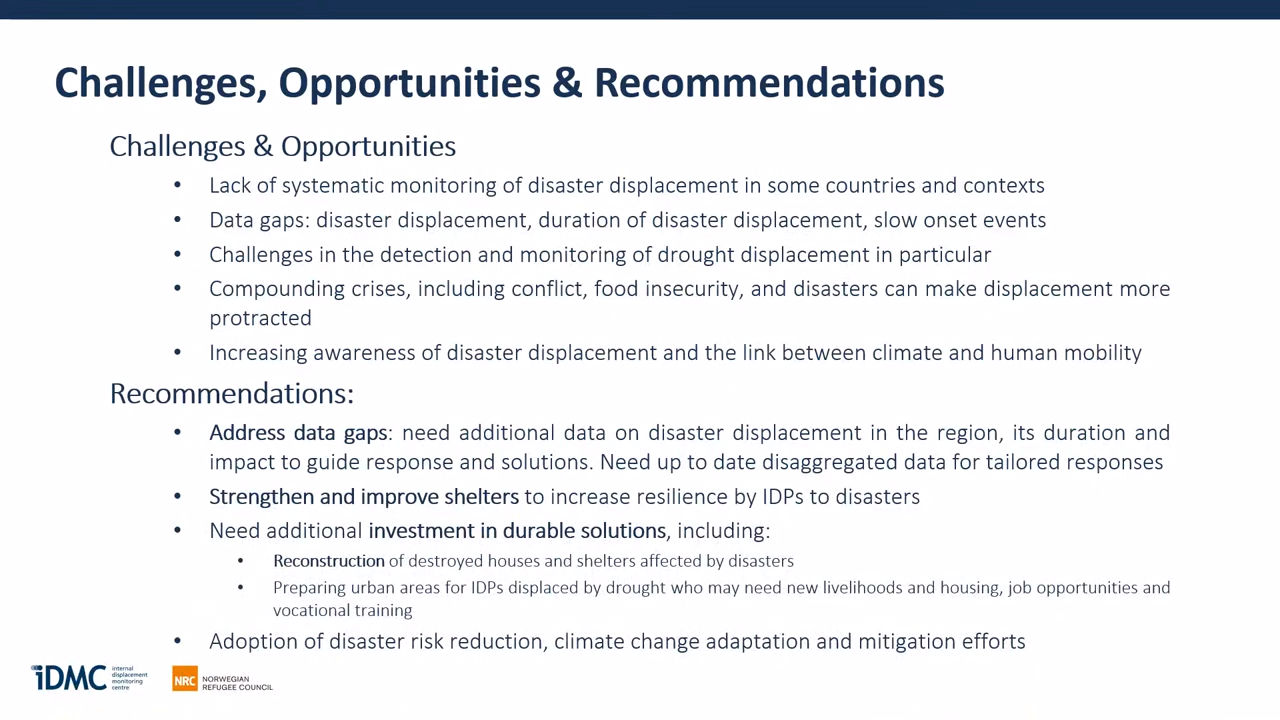 Challenges, Opportunities & Recommendations
Challenges & Opportunities
• Lack of systematic monitoring of disaster displacement in some countries and contexts
• Data gaps: disaster displacement, duration of disaster displacement, slow onset events
• Challenges in the detection and monitoring of drought displacement in particular
• Compounding crises, including conflict, food insecurity, and disasters can make displacement more
protracted
• Increasing awareness of disaster displacement and the link between climate and human mobility
Recommendations:
• Address data gaps: need additional data on disaster displacement in the region, its duration and
impact to guide response and solutions. Need up to date disaggregated data for tailored responses
• Strengthen and improve shelters to increase resilience by IDPs to disasters
• Need additional investment in durable solutions, including:
• Reconstruction of destroyed houses and shelters affected by disasters
• Preparing urban areas for IDPs displaced by drought who may need new livelihoods and housing, job opportunities and
vocational training
• Adoption of disaster risk reduction, climate change adaptation and mitigation efforts
iDMC
internal
displacement
monitoring
centre
NRC
NORWEGIAN
REFUGEE COUNCIL